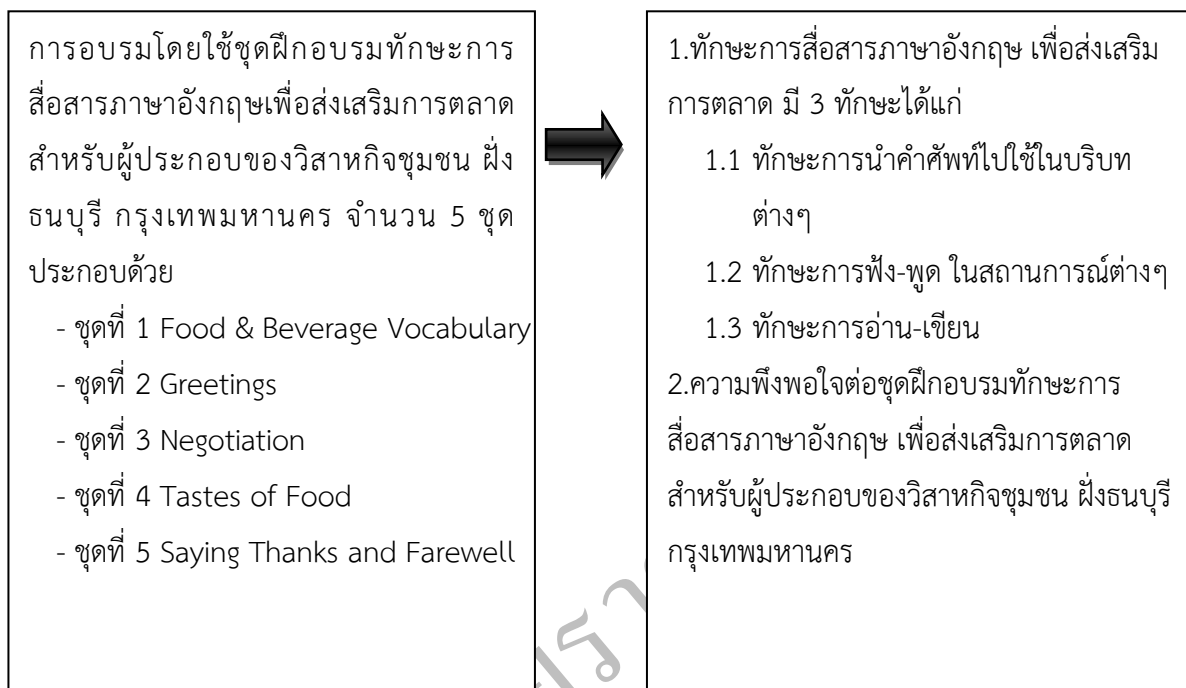 การอบรมโดยใช้ชุดฝึกอบรมทักษะการ
สื่อสารภาษาอังกฤษเพื่อส่งเสริมการตลาด
สำหรับผู้ประกอบของวิสาหกิจชุมชน ฝั่ง
ธนบุรี กรุงเทพมหานคร จำนวน 5 ชุด
ประกอบด้วย
- ชุดที่ 1 Food & Beverage Vocabulary
- ชุดที่ 2 Greetings
- ชุดที่ 3 Negotiation
- ชุดที่ 4 Tastes of Food
- ชุดที่ 5 Saying Thanks and Farewell
1.ทักษะการสื่อสารภาษาอังกฤษ เพื่อส่งเสริม
การตลาด มี 3 ทักษะได้แก่
1.1 ทักษะการนำคำศัพท์ไปใช้ในบริบท
ต่างๆ
1.2 ทักษะการฟัง-พูด ในสถานการณ์ต่างๆ
1.3 ทักษะการอ่าน-เขียน
2.ความพึงพอใจต่อชุดฝึกอบรมทักษะการ
สื่อสารภาษาอังกฤษ เพื่อส่งเสริมการตลาด
สำหรับผู้ประกอบของวิสาหกิจชุมชน ฝั่งธนบุรี
กรุงเทพมหานคร